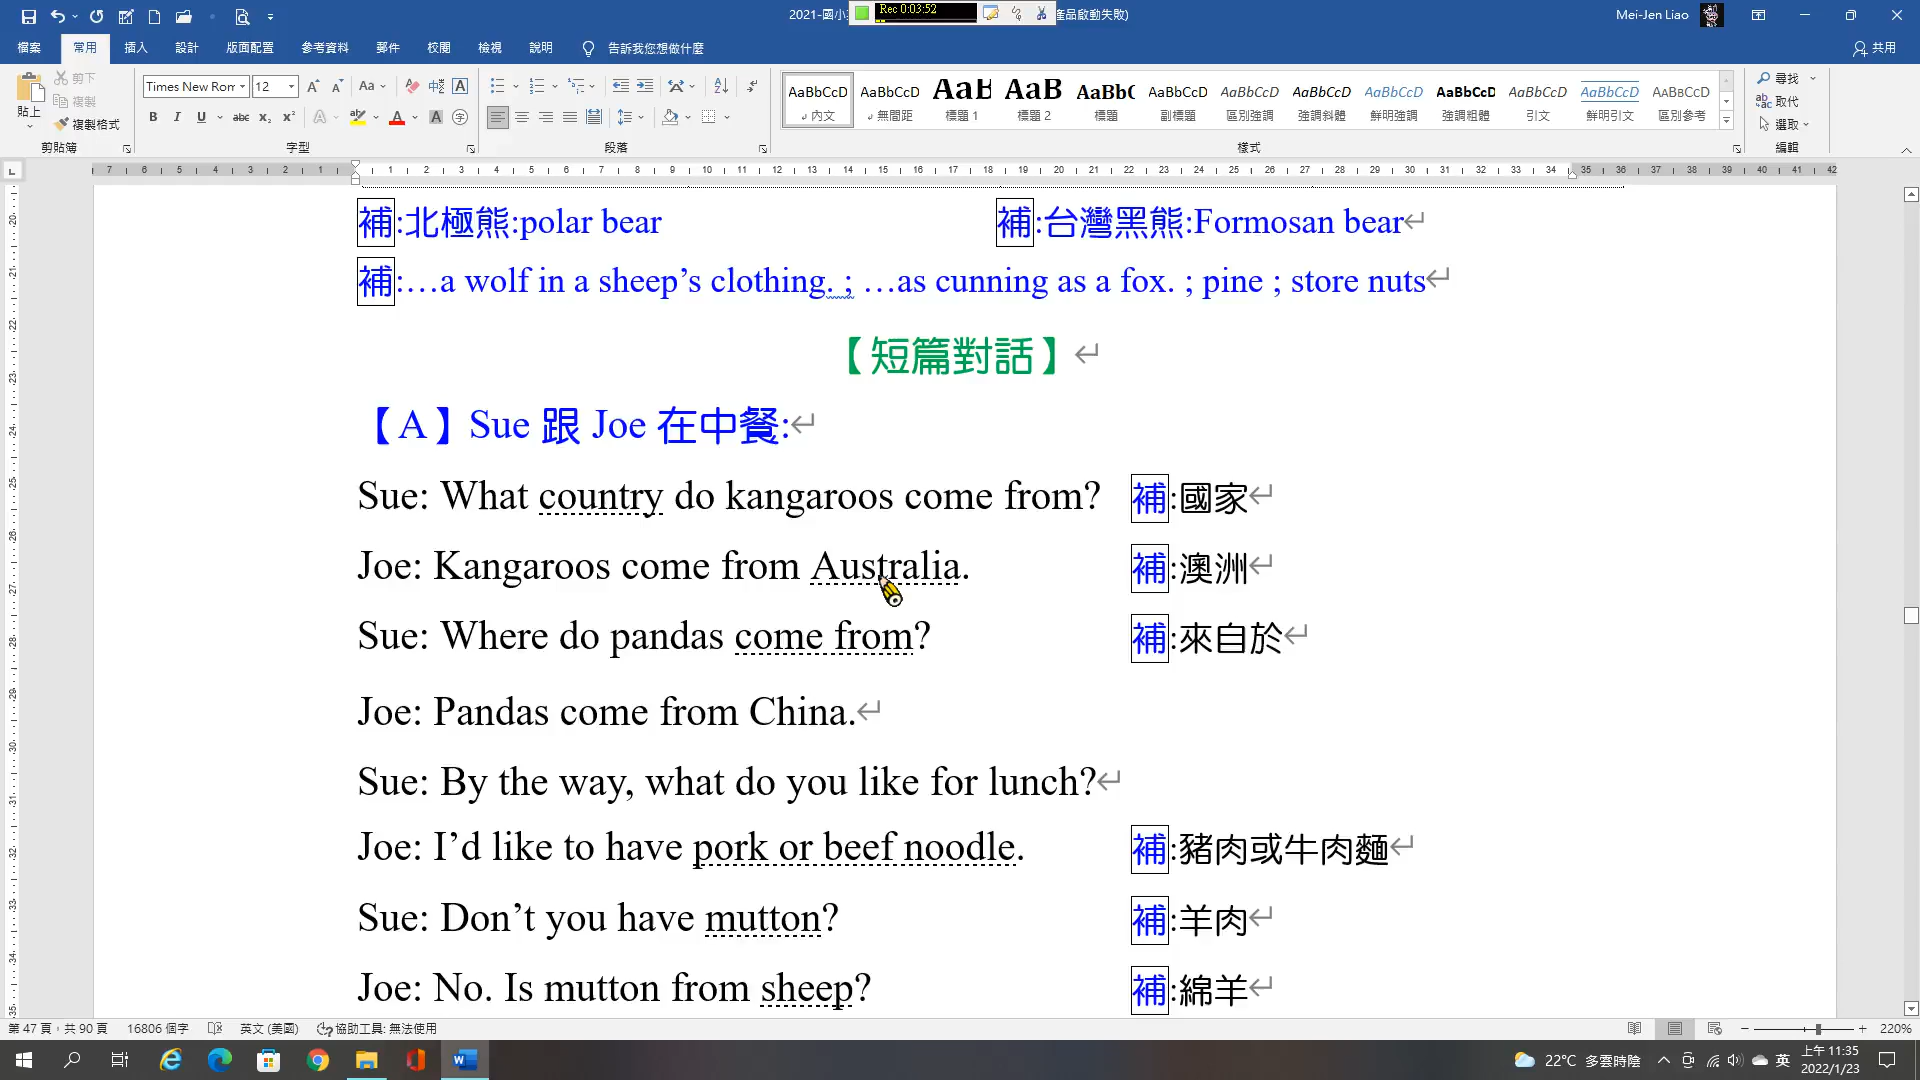 2021-國小
Rec 0:03:52
產品啟動失敗)
Mei-Jen Liao
檔案 常用 插入 設計 版面配置 參考資料 郵件 校閱 檢視 說明 告訴我您想做什麼 共用
貼上 剪下 複製 複製格式
Times New Rom 12
AaBbCcD AaBbCcD AaB AaB AaBb AaBbCcD AaBbCcD AaBbCcD AaBbCcD AaBbCcD AaBbCcD AaBbCcD AaBbCcD
內文 無間距 標題 1 標題 2 標題 副標題 區別強調 強調斜體 鮮明強調 強調粗體 引文 鮮明引文 區別參考
尋找 取代 選取
剪貼簿 字型 段落 樣式 編輯
補:北極熊:polar bear 補:台灣黑熊:Formosan bear
補:…a wolf in a sheep’s clothing. ; …as cunning as a fox. ; pine ; store nuts
【短篇對話】
【A】Sue 跟 Joe 在中餐:
Sue: What country do kangaroos come from? 補:國家
Joe: Kangaroos come from Australia. 補:澳洲
Sue: Where do pandas come from? 補:來自於
Joe: Pandas come from China.
Sue: By the way, what do you like for lunch?
Joe: I’d like to have pork or beef noodle. 補:豬肉或牛肉麵
Sue: Don’t you have mutton? 補:羊肉
Joe: No. Is mutton from sheep? 補:綿羊
第 47 頁，共 90 頁 16806 個字 英文 (美國) 協助工具: 無法使用 220%
22°C 多雲時陰 英 上午 11:35
2022/1/23